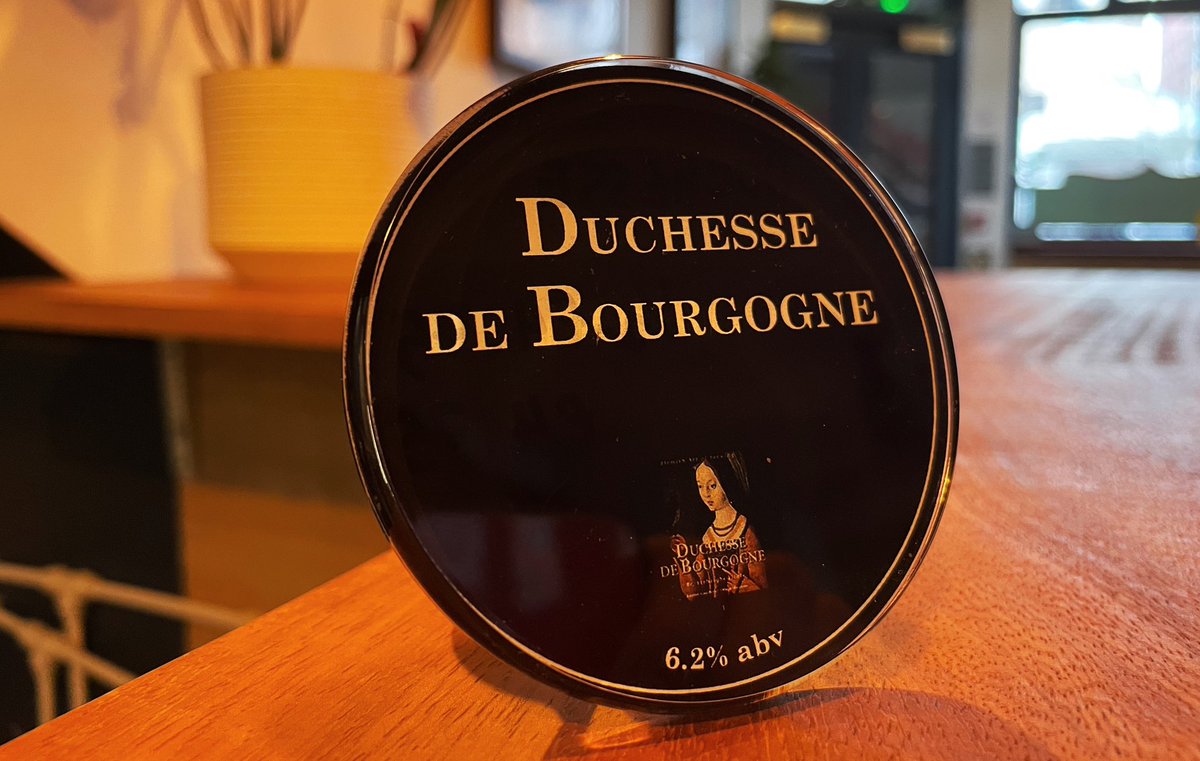 Duchesse
de Bourgogne
Duchesse
de Bourgogne
6.2% abv